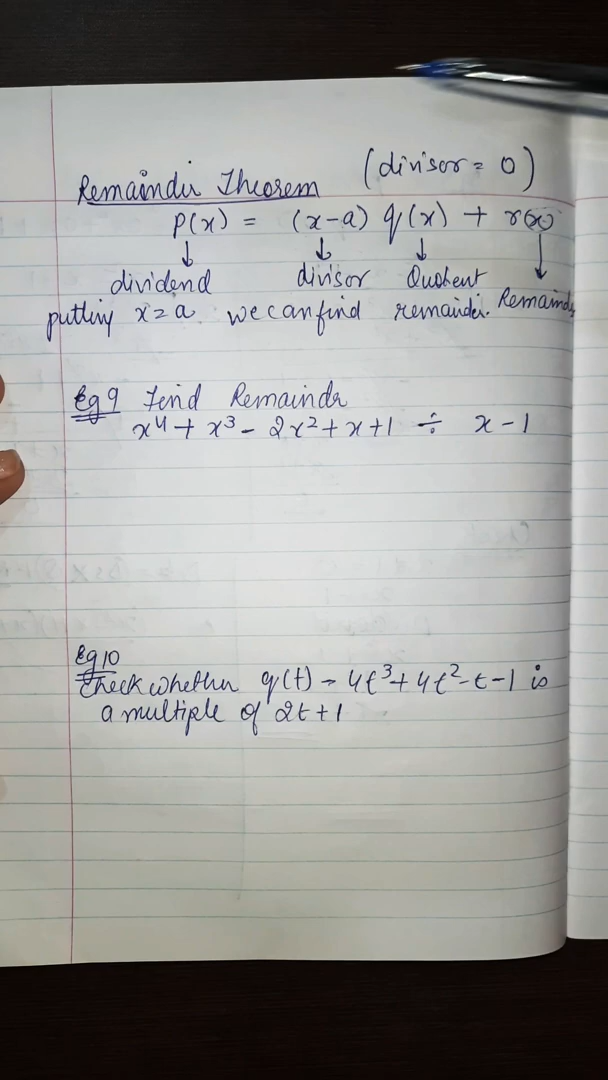 Remainder Theorem (divisor = 0)
P(x) = (x-a) q(x) + r(x)
dividend divisor Quotient Remainder
putting x = a we can find remainder.
Eg 9 Find Remainder
x⁴ + x³ - 2x² + x + 1 ÷ x - 1
Eg 10
Check whether q(t) = 4t³ + 4t² - t - 1 is
a multiple of 2t + 1